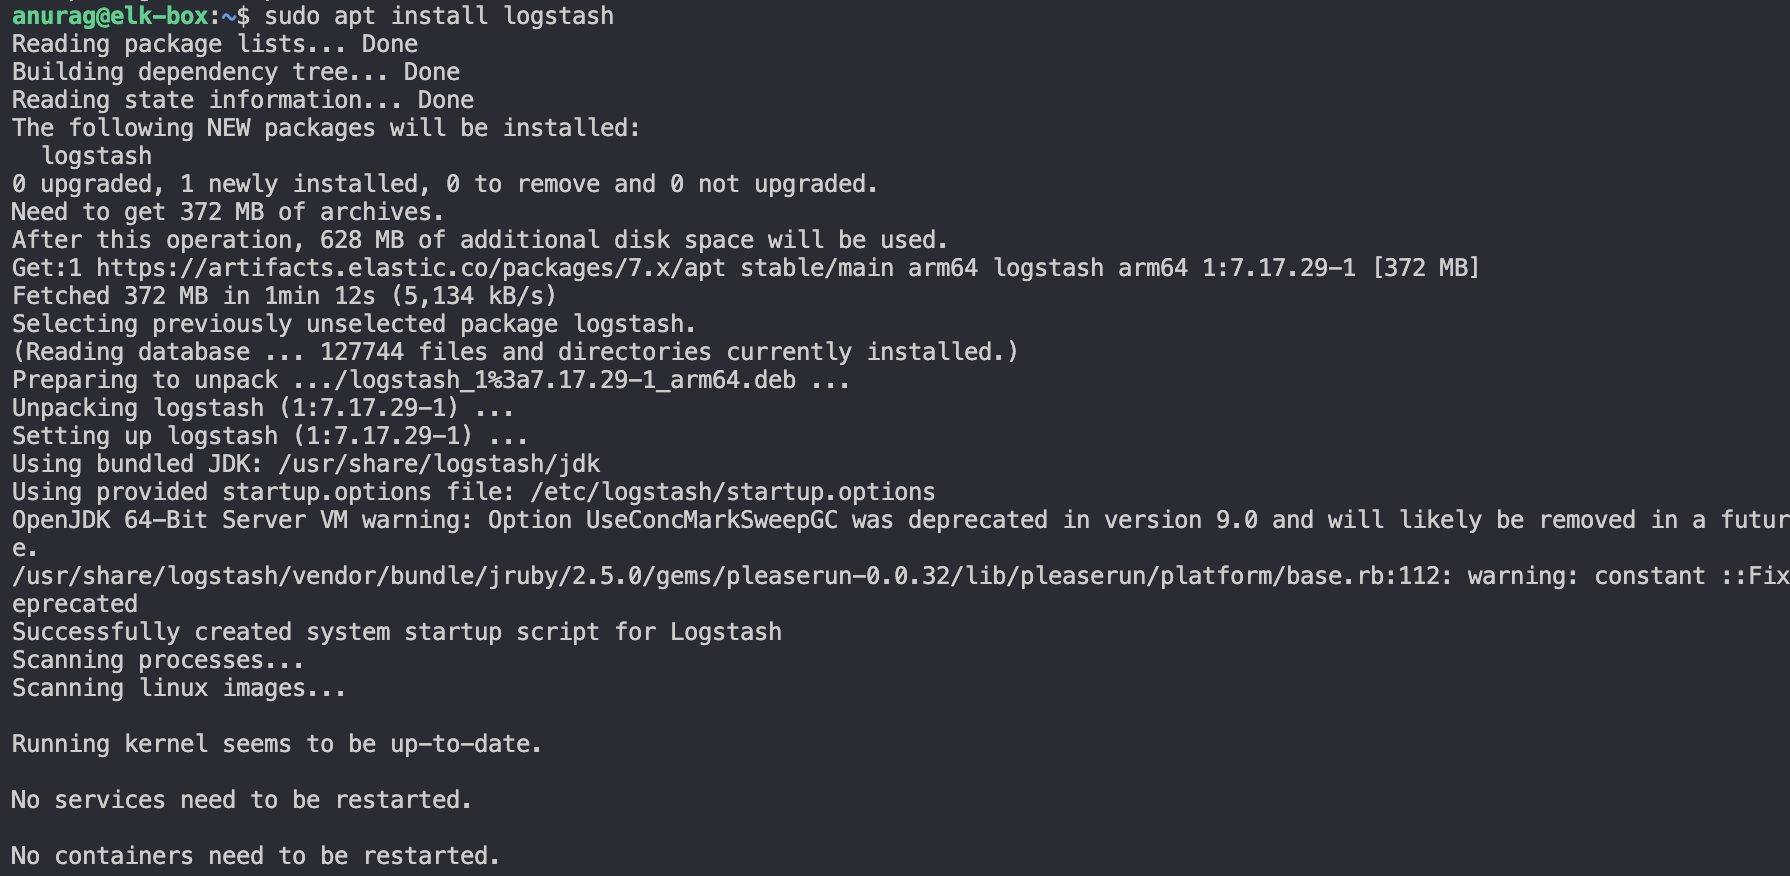 anurag@elk-box:~$ sudo apt install logstash
Reading package lists... Done
Building dependency tree... Done
Reading state information... Done
The following NEW packages will be installed:
  logstash
0 upgraded, 1 newly installed, 0 to remove and 0 not upgraded.
Need to get 372 MB of archives.
After this operation, 628 MB of additional disk space will be used.
Get:1 https://artifacts.elastic.co/packages/7.x/apt stable/main arm64 logstash arm64 1:7.17.29-1 [372 MB]
Fetched 372 MB in 1min 12s (5,134 kB/s)
Selecting previously unselected package logstash.
(Reading database ... 127744 files and directories currently installed.)
Preparing to unpack .../logstash_1%3a7.17.29-1_arm64.deb ...
Unpacking logstash (1:7.17.29-1) ...
Setting up logstash (1:7.17.29-1) ...
Using bundled JDK: /usr/share/logstash/jdk
Using provided startup.options file: /etc/logstash/startup.options
OpenJDK 64-Bit Server VM warning: Option UseConcMarkSweepGC was deprecated in version 9.0 and will likely be removed in a futur
e.
/usr/share/logstash/vendor/bundle/jruby/2.5.0/gems/pleaserun-0.0.32/lib/pleaserun/platform/base.rb:112: warning: constant ::Fix
eprecated
Successfully created system startup script for Logstash
Scanning processes...
Scanning linux images...
Running kernel seems to be up-to-date.
No services need to be restarted.
No containers need to be restarted.